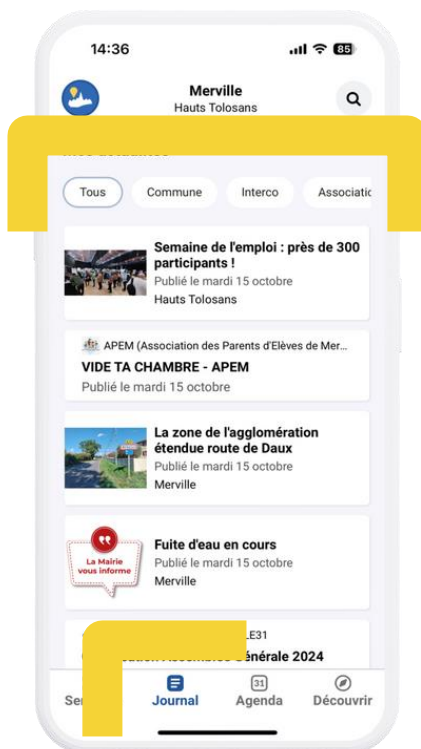 14:36
85
Merville
Hauts Tolosans
Tous Commune Interco Associatio
Semaine de l'emploi : près de 300
participants !
Publié le mardi 15 octobre
Hauts Tolosans
APEM (Association des Parents d'Elèves de Mer...
VIDE TA CHAMBRE - APEM
Publié le mardi 15 octobre
La zone de l'agglomération
étendue route de Daux
Publié le mardi 15 octobre
Merville
La Mairie
vous informe
Fuite d'eau en cours
Publié le mardi 15 octobre
Merville
LE31
Générale 2024
31
Journal Agenda Découvrir